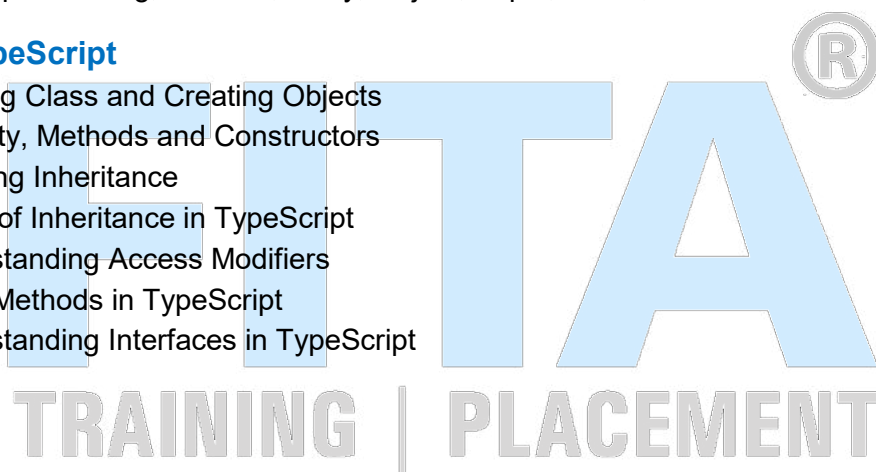 peScript
g Class and Creating Objects
ty, Methods and Constructors
ng Inheritance
of Inheritance in TypeScript
standing Access Modifiers
Methods in TypeScript
standing Interfaces in TypeScript
FITA ®
TRAINING | PLACEMENT